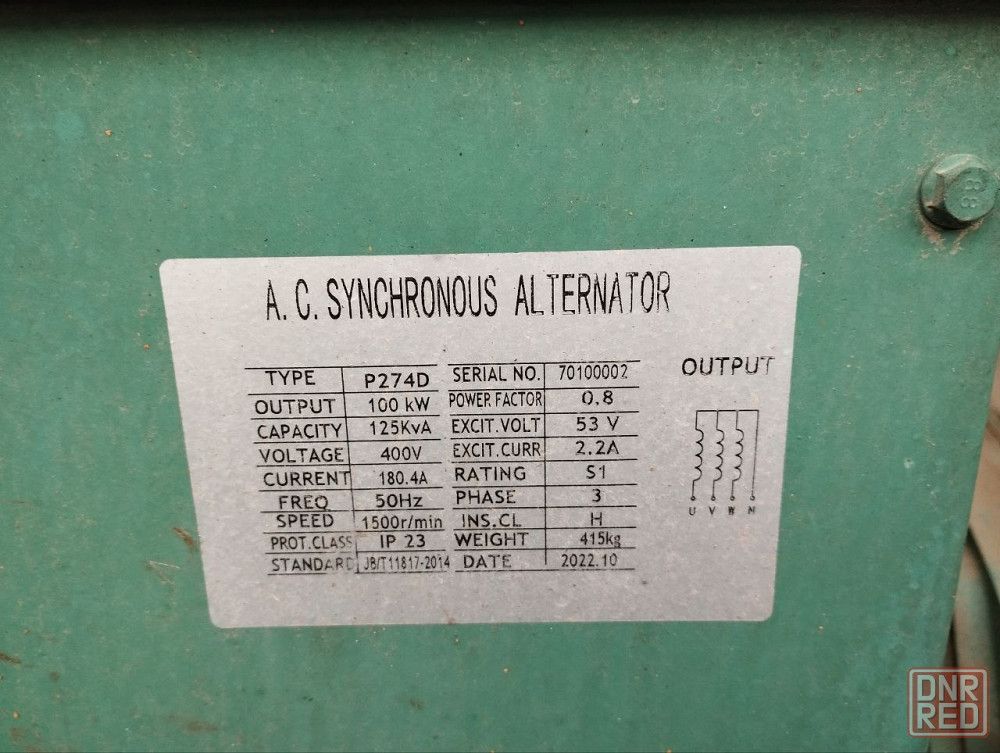 8.8
A. C. SYNCHRONOUS ALTERNATOR
TYPE P274D SERIAL NO. 70100002
OUTPUT 100 kW POWER FACTOR 0.8
CAPACITY 125KvA EXCIT.VOLT 53 V
VOLTAGE 400V EXCIT.CURR 2.2A
CURRENT 180.4A RATING S1
FREQ 50Hz PHASE 3
SPEED 1500r/min INS.CL H
PROT.CLASS IP 23 WEIGHT 415kg
STANDARD JB/T11817-2014 DATE 2022.10
OUTPUT
U V W N
DNR
RED